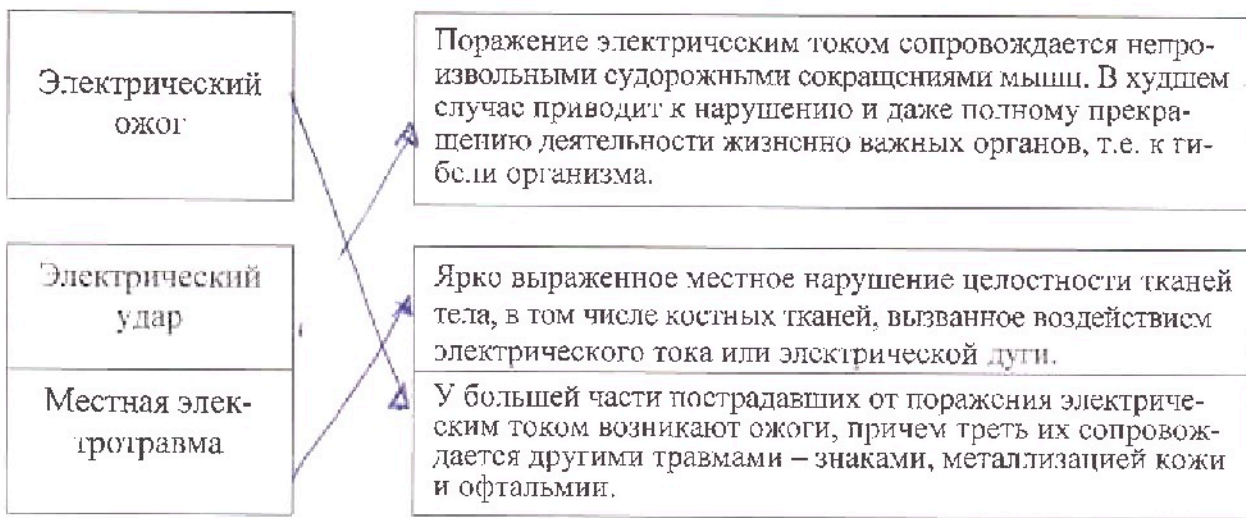 Электрический
ожог
Поражение электрическим током сопровождается непро-
извольными судорожными сокращениями мышц. В худшем
случае приводит к нарушению и даже полному прекра-
щению деятельности жизненно важных органов, т.е. к ги-
бели организма.
Электрический
удар
Ярко выраженное местное нарушение целостности тканей
тела, в том числе костных тканей, вызванное воздействием
электрического тока или электрической дуги.
Местная элек-
тротравма
У большей части пострадавших от поражения электриче-
ским током возникают ожоги, причем треть их сопровож-
дается другими травмами – знаками, металлизацией кожи
и офтальмии.